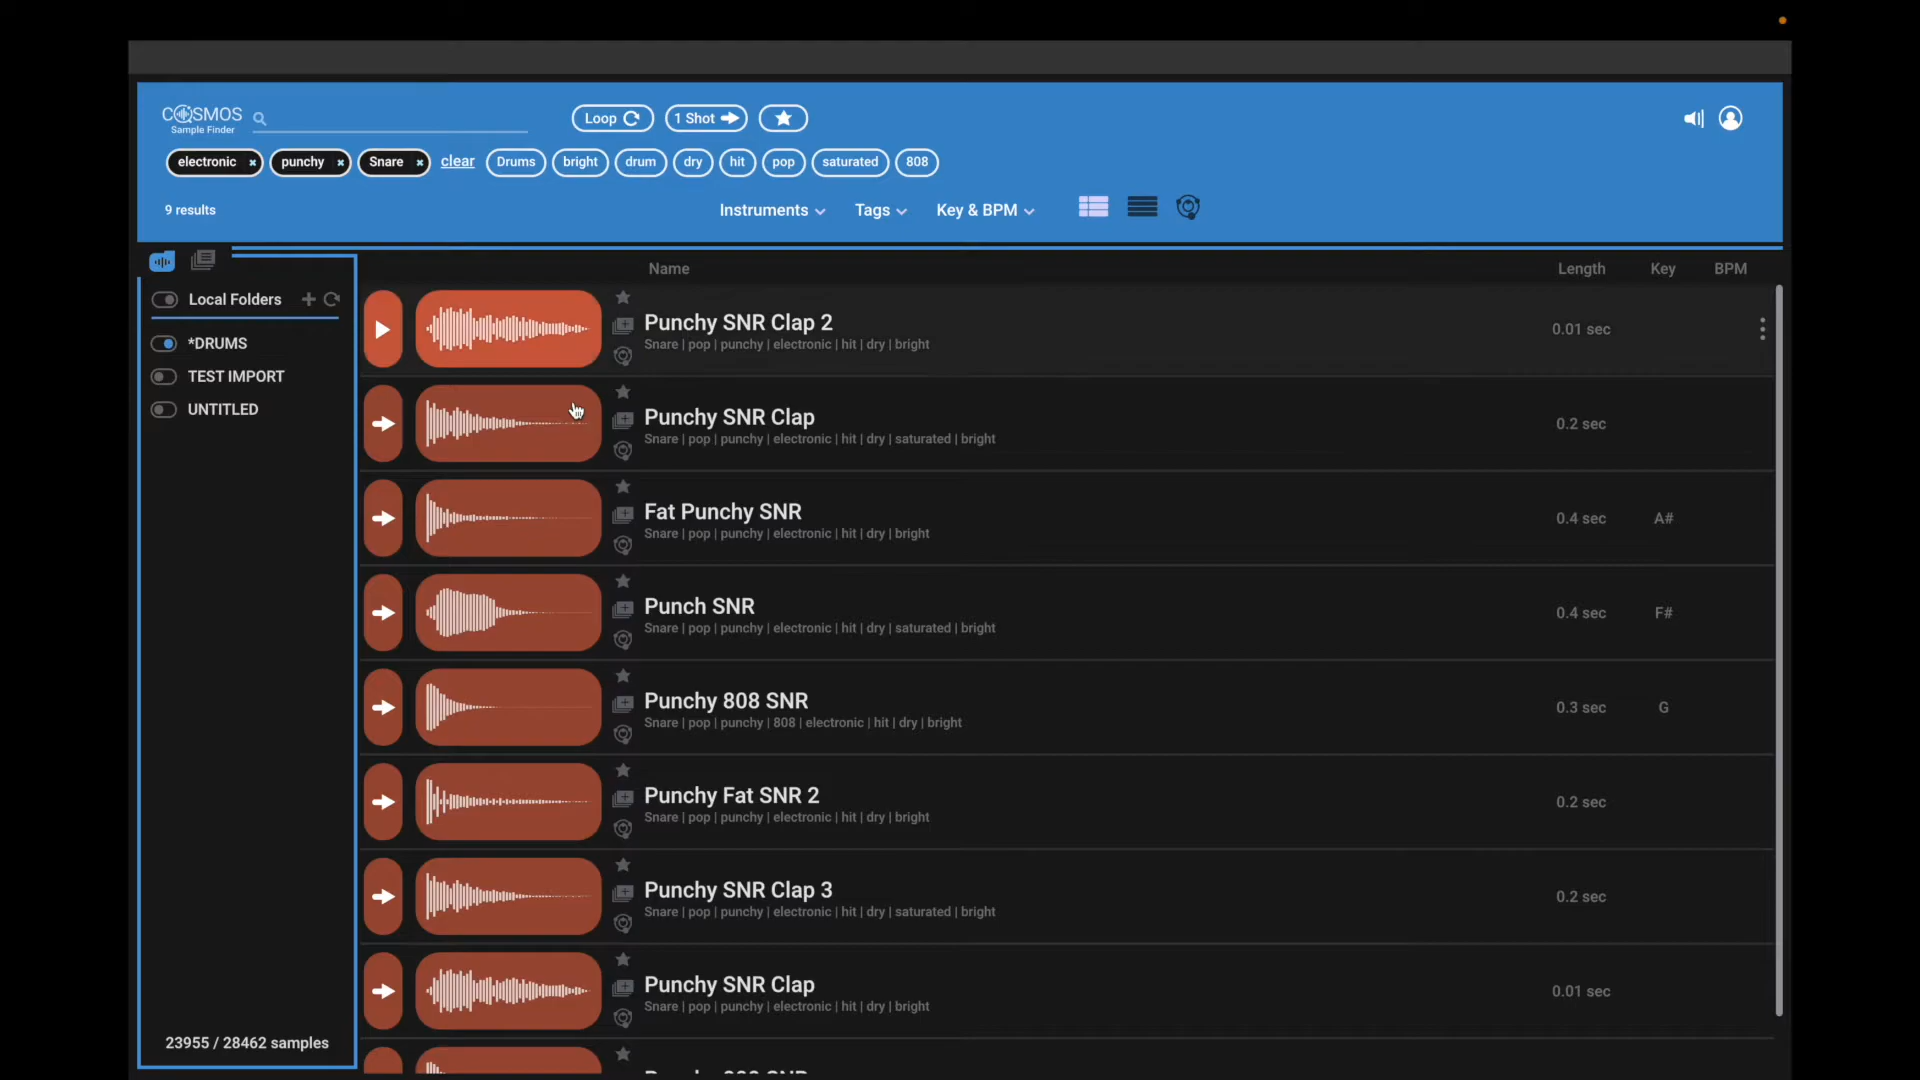 COSMOS
Sample Finder
Loop
1 Shot
electronic × punchy × Snare × clear Drums bright drum dry hit pop saturated 808
9 results
Instruments
Tags
Key & BPM
Local Folders
*DRUMS
TEST IMPORT
UNTITLED
23955 / 28462 samples
Name Length Key BPM
Punchy SNR Clap 2
Snare | pop | punchy | electronic | hit | dry | bright
0.01 sec
Punchy SNR Clap
Snare | pop | punchy | electronic | hit | dry | saturated | bright
0.2 sec
Fat Punchy SNR
Snare | pop | punchy | electronic | hit | dry | bright
0.4 sec A#
Punch SNR
Snare | pop | punchy | electronic | hit | dry | saturated | bright
0.4 sec F#
Punchy 808 SNR
Snare | pop | punchy | 808 | electronic | hit | dry | bright
0.3 sec G
Punchy Fat SNR 2
Snare | pop | punchy | electronic | hit | dry | bright
0.2 sec
Punchy SNR Clap 3
Snare | pop | punchy | electronic | hit | dry | saturated | bright
0.2 sec
Punchy SNR Clap
Snare | pop | punchy | electronic | hit | dry | bright
0.01 sec